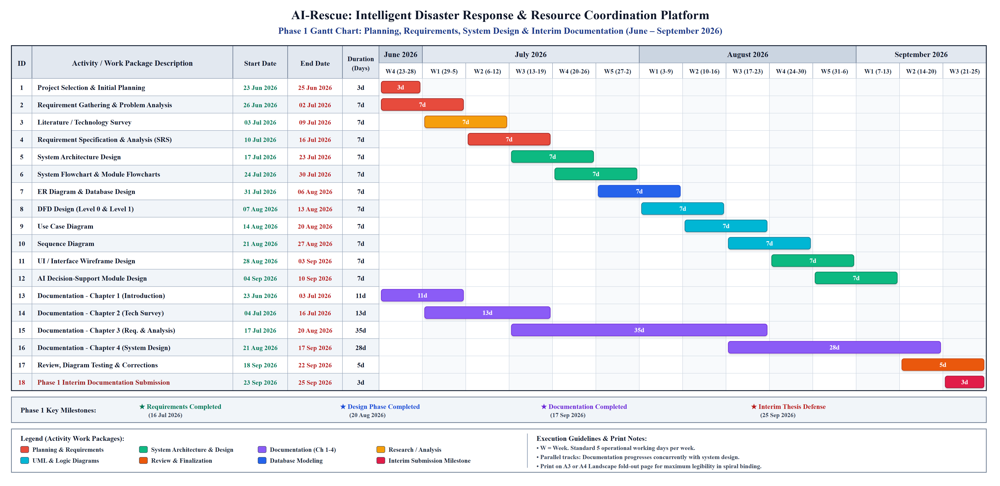 AI-Rescue: Intelligent Disaster Response & Resource Coordination Platform
Phase 1 Gantt Chart: Planning, Requirements, System Design & Interim Documentation (June – September 2026)
ID Activity / Work Package Description Start Date End Date Duration (Days) June 2026 July 2026 August 2026 September 2026
W4 (23-28) W1 (29-5) W2 (6-12) W3 (13-19) W4 (20-26) W5 (27-2) W1 (3-9) W2 (10-16) W3 (17-23) W4 (24-30) W5 (31-6) W1 (7-13) W2 (14-20) W3 (21-25)
1 Project Selection & Initial Planning 23 Jun 2026 25 Jun 2026 3d 3d
2 Requirement Gathering & Problem Analysis 26 Jun 2026 02 Jul 2026 7d 7d
3 Literature / Technology Survey 03 Jul 2026 09 Jul 2026 7d 7d
4 Requirement Specification & Analysis (SRS) 10 Jul 2026 16 Jul 2026 7d 7d
5 System Architecture Design 17 Jul 2026 23 Jul 2026 7d 7d
6 System Flowchart & Module Flowcharts 24 Jul 2026 30 Jul 2026 7d 7d
7 ER Diagram & Database Design 31 Jul 2026 06 Aug 2026 7d 7d
8 DFD Design (Level 0 & Level 1) 07 Aug 2026 13 Aug 2026 7d 7d
9 Use Case Diagram 14 Aug 2026 20 Aug 2026 7d 7d
10 Sequence Diagram 21 Aug 2026 27 Aug 2026 7d 7d
11 UI / Interface Wireframe Design 28 Aug 2026 03 Sep 2026 7d 7d
12 AI Decision-Support Module Design 04 Sep 2026 10 Sep 2026 7d 7d
13 Documentation - Chapter 1 (Introduction) 23 Jun 2026 03 Jul 2026 11d 11d
14 Documentation - Chapter 2 (Tech Survey) 04 Jul 2026 16 Jul 2026 13d 13d
15 Documentation - Chapter 3 (Req. & Analysis) 17 Jul 2026 20 Aug 2026 35d 35d
16 Documentation - Chapter 4 (System Design) 21 Aug 2026 17 Sep 2026 28d 28d
17 Review, Diagram Testing & Corrections 18 Sep 2026 22 Sep 2026 5d 5d
18 Phase 1 Interim Documentation Submission 23 Sep 2026 25 Sep 2026 3d 3d
Phase 1 Key Milestones: ★ Requirements Completed ★ Design Phase Completed ★ Documentation Completed ★ Interim Thesis Defense
(16 Jul 2026) (20 Aug 2026) (17 Sep 2026) (25 Sep 2026)
Legend (Activity Work Packages):
Planning & Requirements System Architecture & Design Documentation (Ch 1-4) Research / Analysis
UML & Logic Diagrams Review & Finalization Database Modeling Interim Submission Milestone
Execution Guidelines & Print Notes:
• W = Week. Standard 5 operational working days per week.
• Parallel tracks: Documentation progresses concurrently with system design.
• Print on A3 or A4 Landscape fold-out page for maximum legibility in spiral binding.